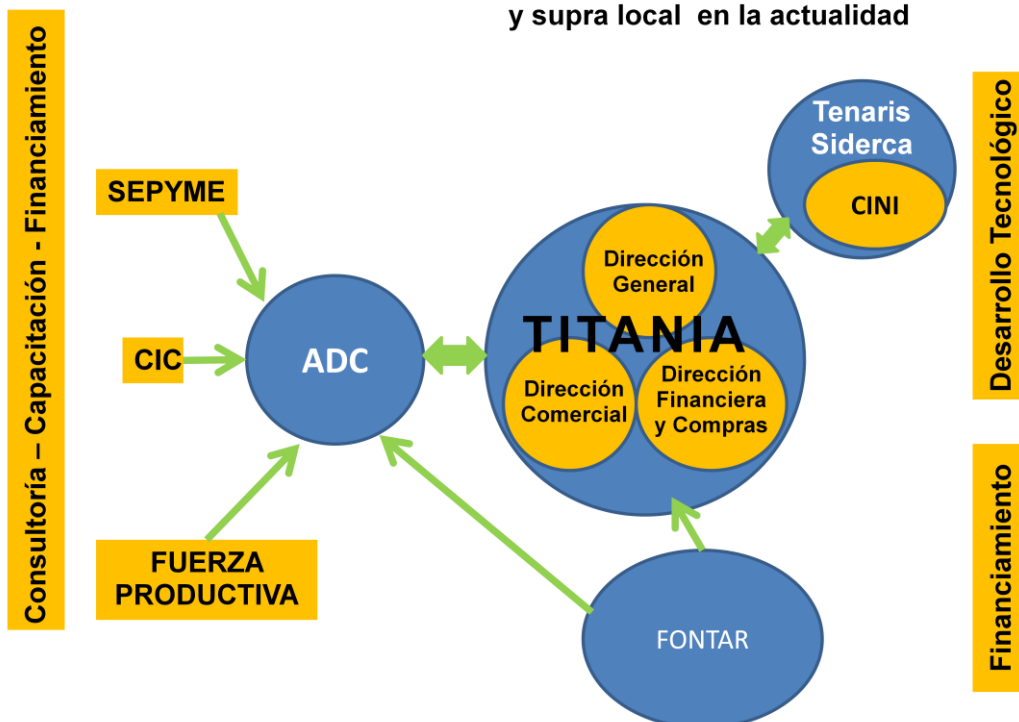 y supra local en la actualidad
Consultoría – Capacitación - Financiamiento
SEPYME
CIC
FUERZA
PRODUCTIVA
ADC
Dirección
General
TITANIA
Dirección
Comercial
Dirección
Financiera
y Compras
Tenaris
Siderca
CINI
FONTAR
Desarrollo Tecnológico
Financiamiento